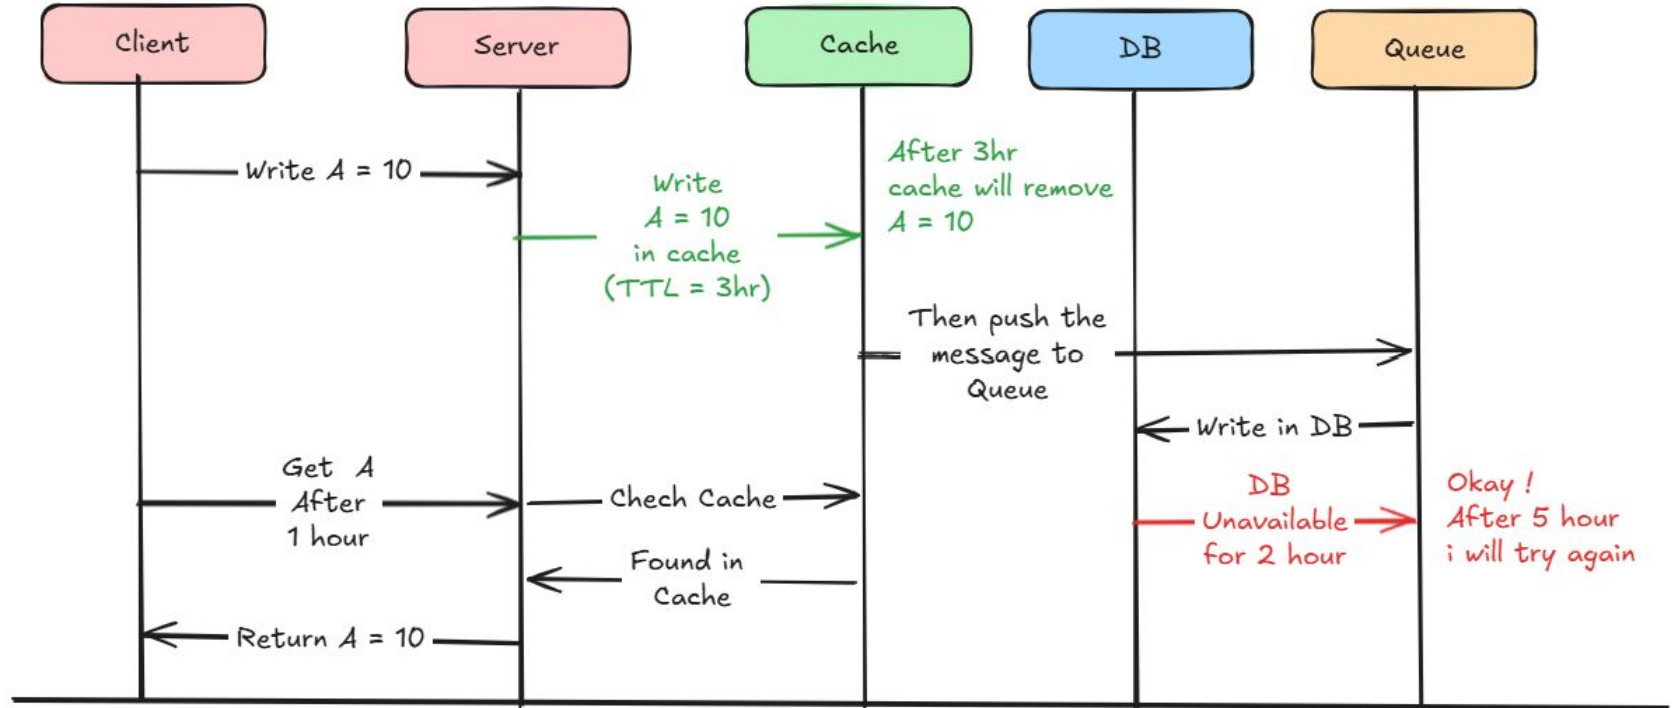 Client
Server
Cache
DB
Queue
Write A = 10
Write
A = 10
in cache
(TTL = 3hr)
After 3hr
cache will remove
A = 10
Then push the
message to
Queue
Write in DB
Get A
After
1 hour
Chech Cache
DB
Unavailable
for 2 hour
Okay !
After 5 hour
i will try again
Found in
Cache
Return A = 10